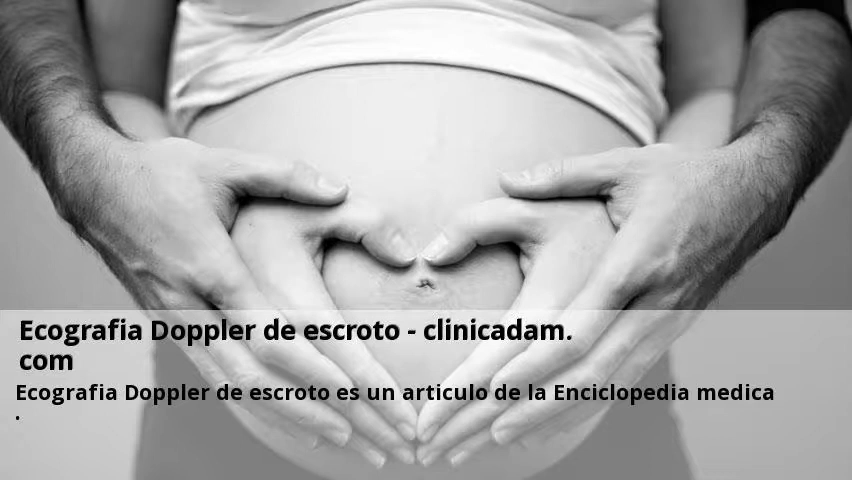 Ecografia Doppler de escroto - clinicadam.
com
Ecografia Doppler de escroto es un articulo de la Enciclopedia medica
.